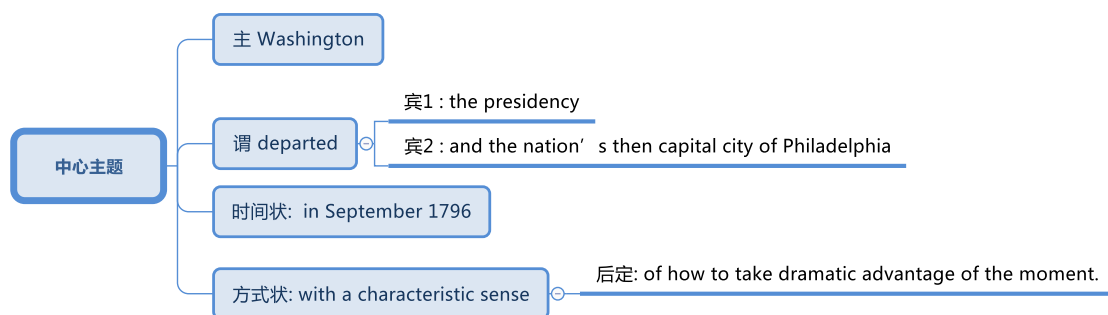 主 Washington
宾1 : the presidency
谓 departed
宾2 : and the nation’s then capital city of Philadelphia
中心主题
时间状:  in September 1796
后定: of how to take dramatic advantage of the moment.
方式状: with a characteristic sense